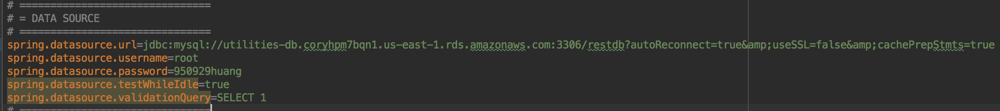 # ===============================
# = DATA SOURCE
# ===============================
spring.datasource.url=jdbc:mysql://utilities-db.coryhpm7bqn1.us-east-1.rds.amazonaws.com:3306/restdb?autoReconnect=true&amp;useSSL=false&amp;cachePrepStmts=true
spring.datasource.username=root
spring.datasource.password=950929huang
spring.datasource.testWhileIdle=true
spring.datasource.validationQuery=SELECT 1
# ===============================